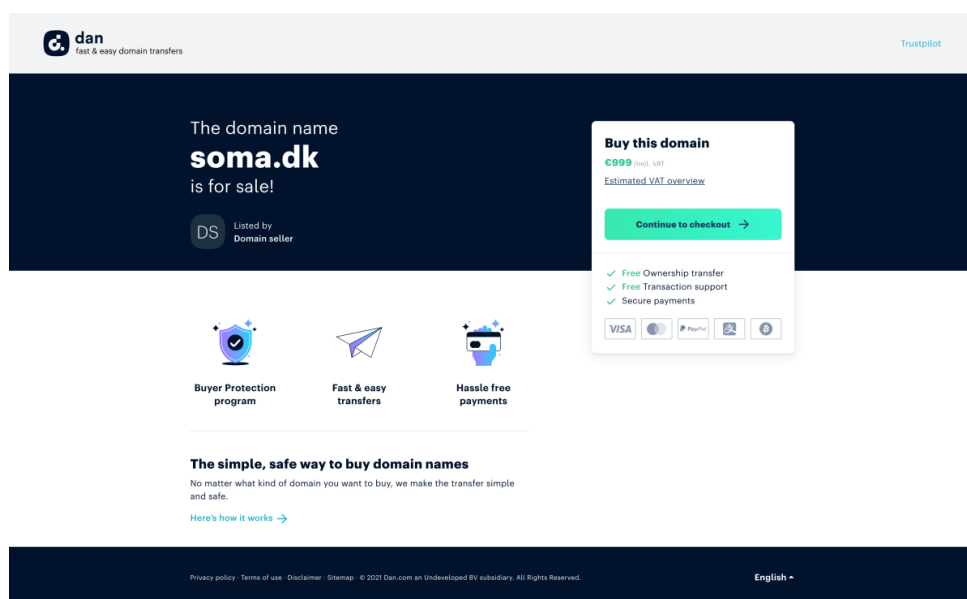 dan
fast & easy domain transfers
Trustpilot
The domain name
soma.dk
is for sale!
DS
Listed by
Domain seller
Buy this domain
€999 /incl. VAT
Estimated VAT overview
Continue to checkout →
Free Ownership transfer
Free Transaction support
Secure payments
VISA
PayPal
Buyer Protection
program
Fast & easy
transfers
Hassle free
payments
The simple, safe way to buy domain names
No matter what kind of domain you want to buy, we make the transfer simple
and safe.
Here's how it works →
Privacy policy · Terms of use · Disclaimer · Sitemap · © 2021 Dan.com an Undeveloped BV subsidiary. All Rights Reserved.
English